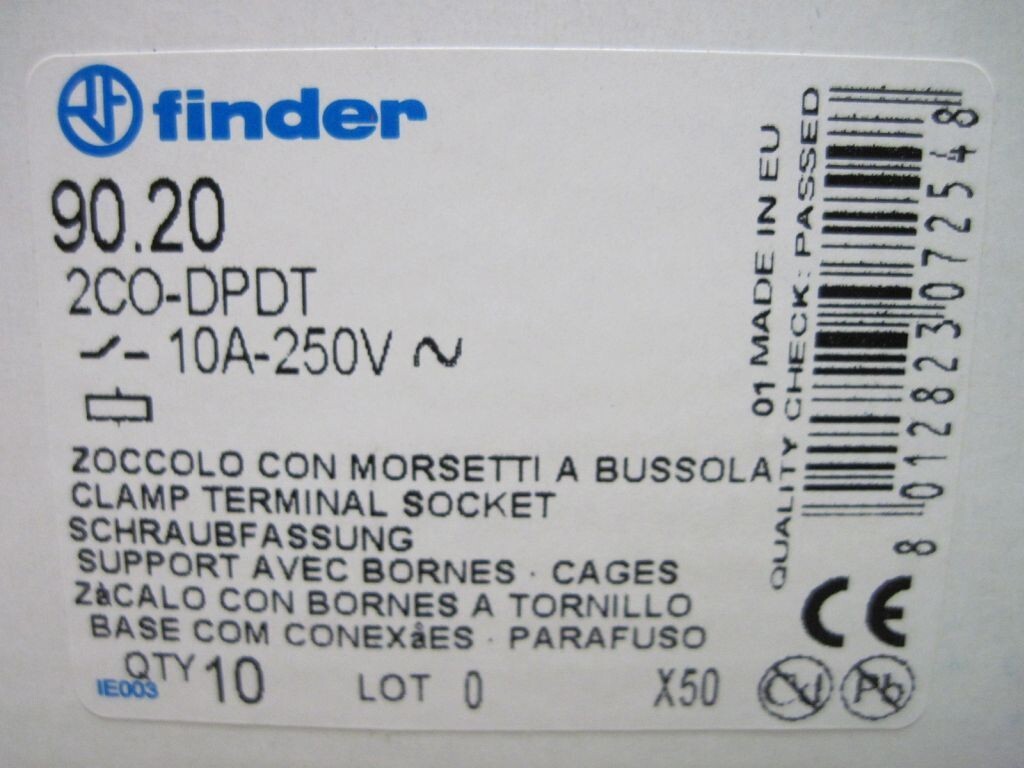 finder
90.20
2CO-DPDT
10A-250V ~
ZOCCOLO CON MORSETTI A BUSSOLA
CLAMP TERMINAL SOCKET
SCHRAUBFASSUNG
SUPPORT AVEC BORNES · CAGES
ZàCALO CON BORNES A TORNILLO
BASE COM CONEXåES · PARAFUSO
QTY 10 LOT 0 X50
IE003
01 MADE IN EU
QUALITY CHECK: PASSED
8 012823 072548
CE
Cd Pb